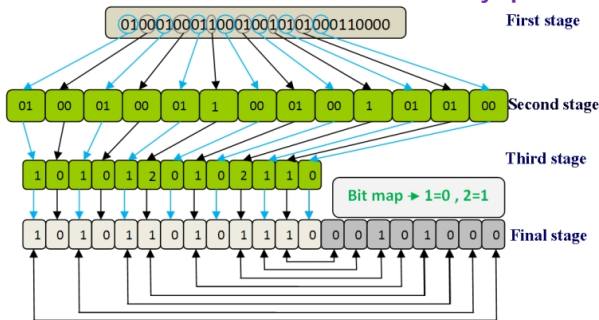 0100010001100010010101000110000 First stage
01 00 01 00 01 1 00 01 00 1 01 01 00 Second stage
Third stage
1 0 1 0 1 2 0 1 0 2 1 1 0
Bit map → 1=0 , 2=1
1 0 1 0 1 1 0 1 0 1 1 1 0 0 0 1 0 1 0 0 0 Final stage